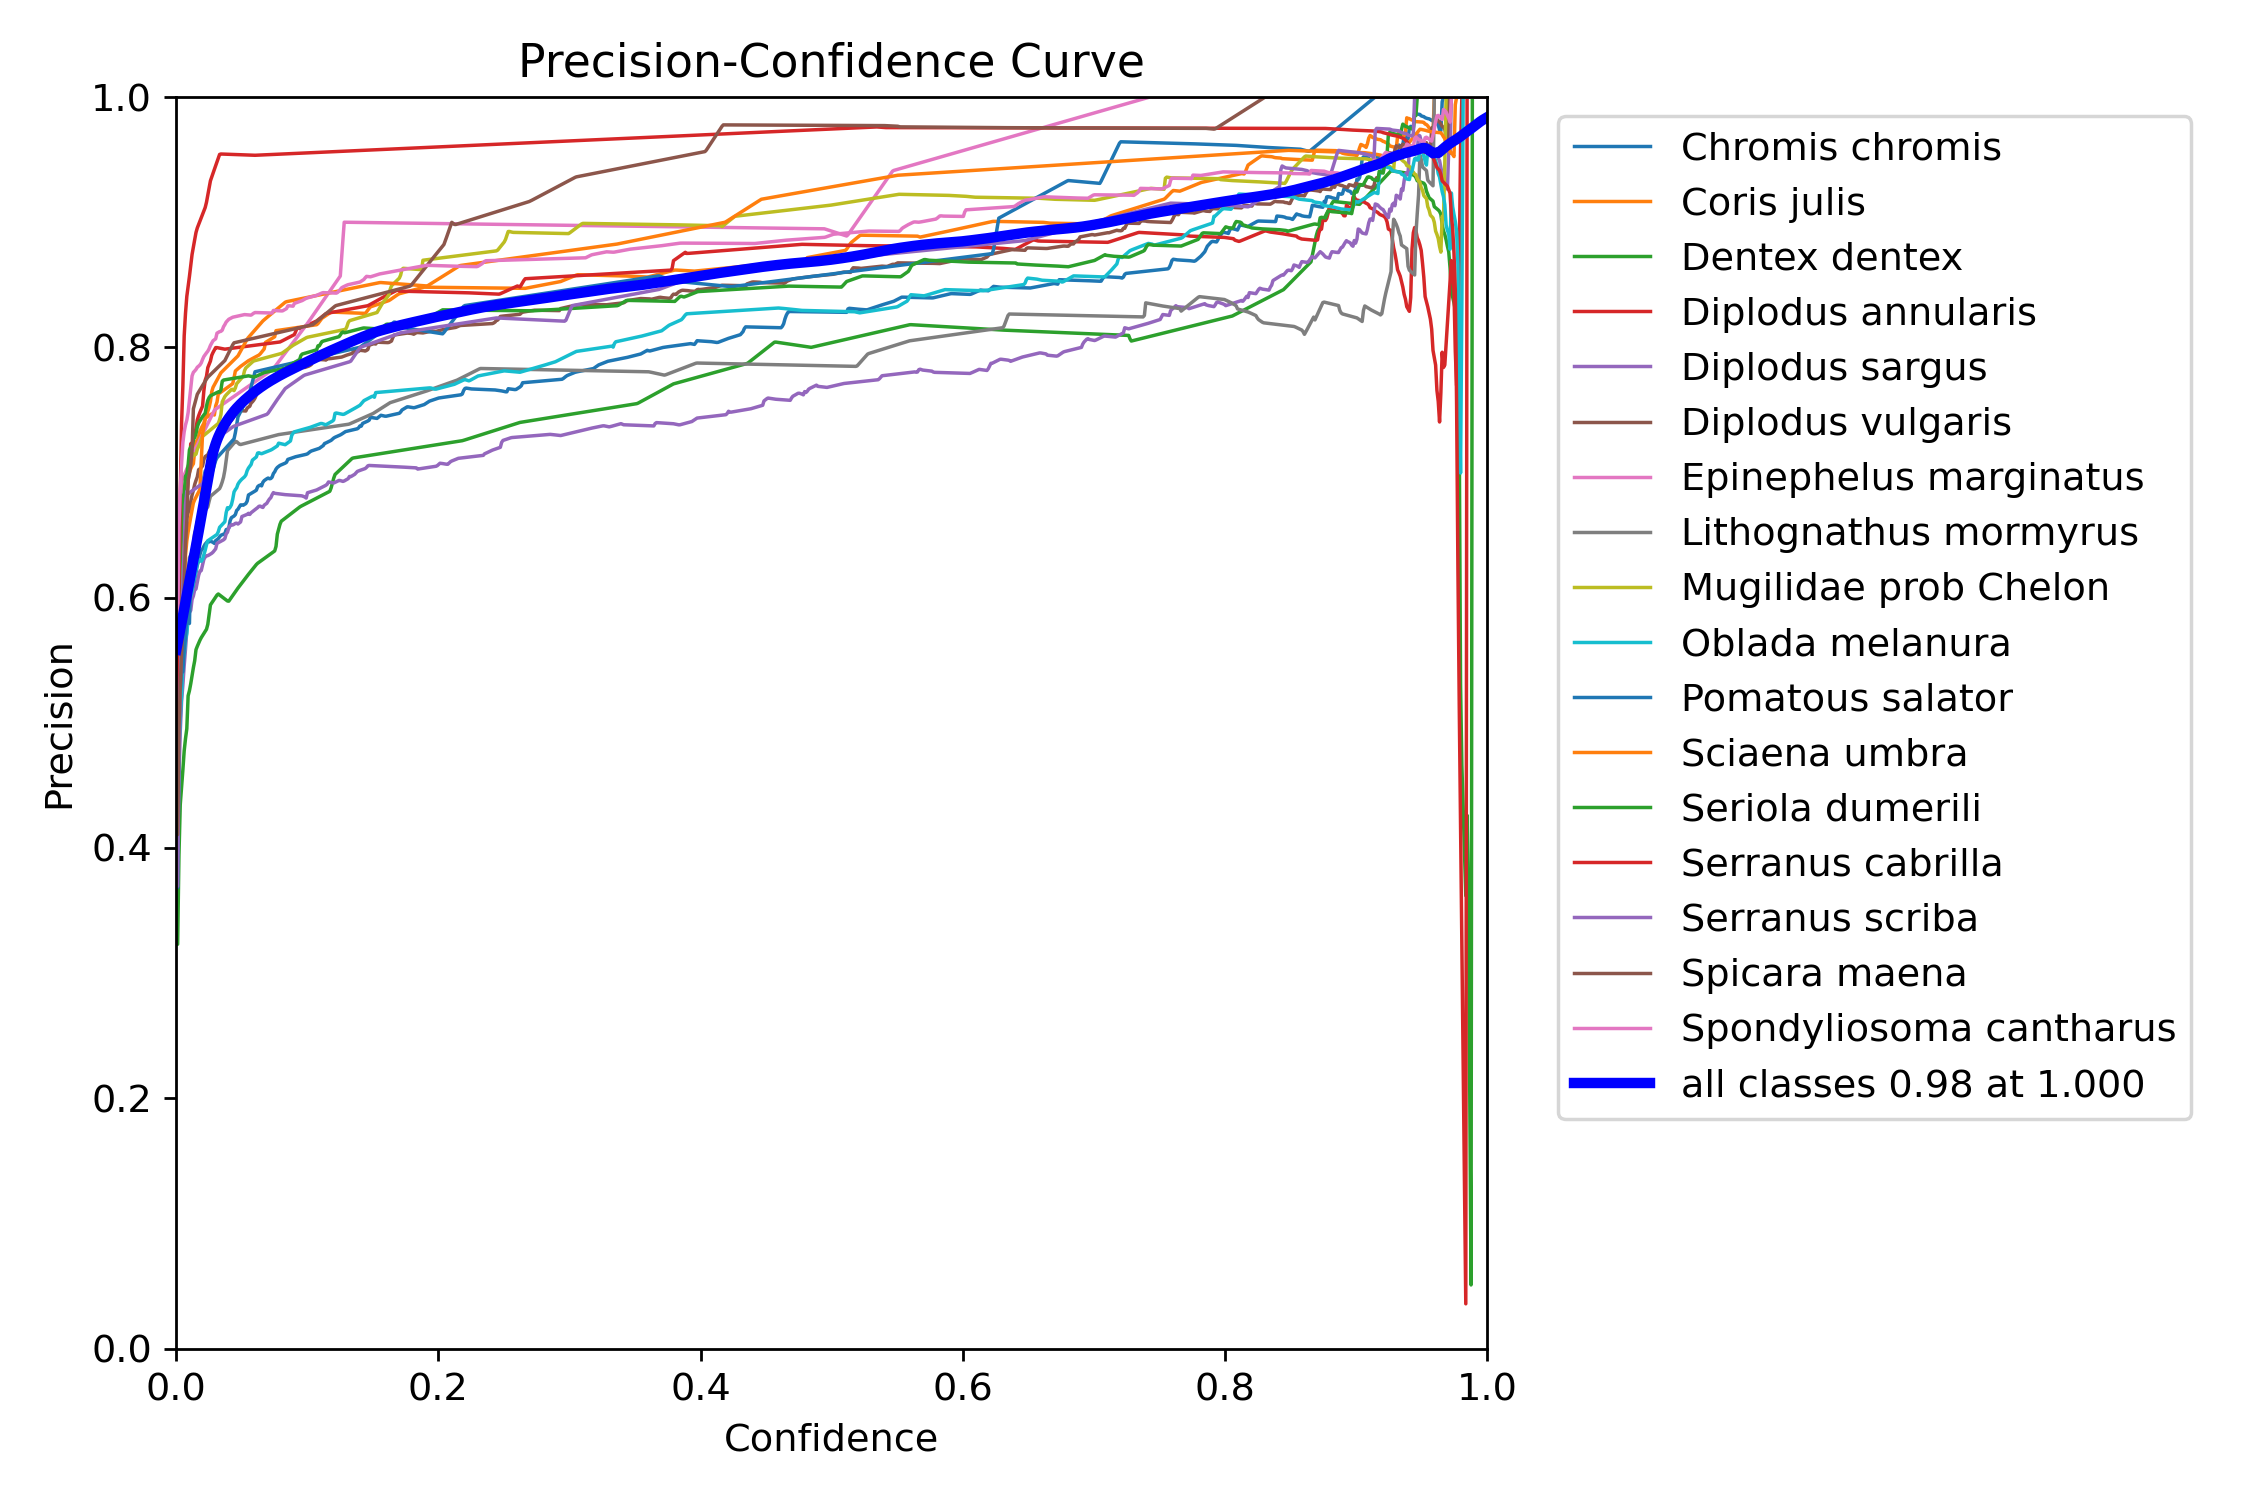 Precision-Confidence Curve
1.0
0.8
0.6
0.4
0.2
0.0
Precision
0.0 0.2 0.4 0.6 0.8 1.0
Confidence
Chromis chromis
Coris julis
Dentex dentex
Diplodus annularis
Diplodus sargus
Diplodus vulgaris
Epinephelus marginatus
Lithognathus mormyrus
Mugilidae prob Chelon
Oblada melanura
Pomatous salator
Sciaena umbra
Seriola dumerili
Serranus cabrilla
Serranus scriba
Spicara maena
Spondyliosoma cantharus
all classes 0.98 at 1.000